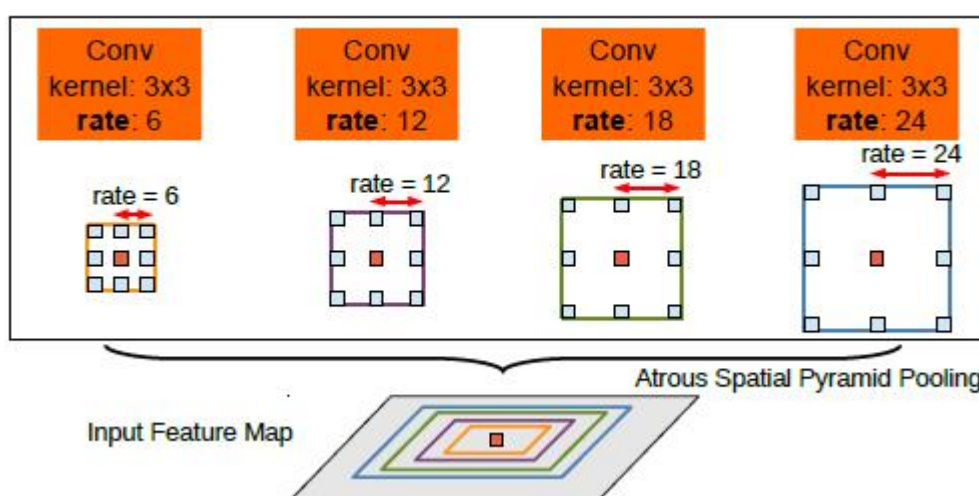 Conv
kernel: 3x3
rate: 6
Conv
kernel: 3x3
rate: 12
Conv
kernel: 3x3
rate: 18
Conv
kernel: 3x3
rate: 24
rate = 6
rate = 12
rate = 18
rate = 24
Atrous Spatial Pyramid Pooling
Input Feature Map